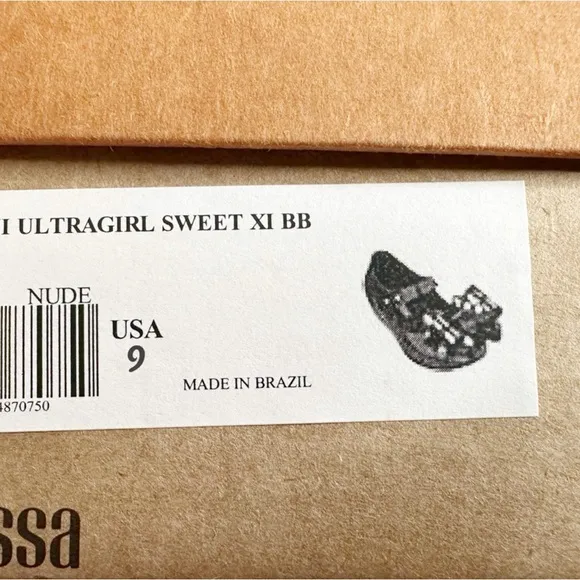 I ULTRAGIRL SWEET XI BB
NUDE
USA
9
MADE IN BRAZIL
4870750
ssa